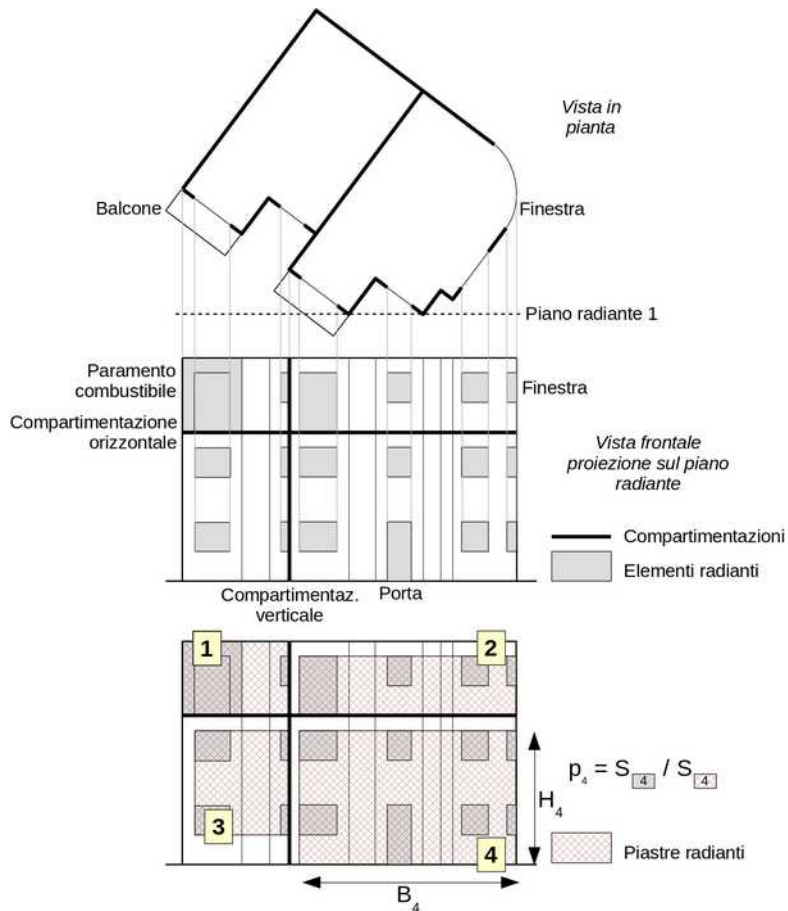 Vista in
pianta
Balcone
Finestra
Piano radiante 1
Paramento
combustibile
Finestra
Compartimentazione
orizzontale
Vista frontale
proiezione sul piano
radiante
Compartimentazioni
Elementi radianti
Compartimentaz.
verticale
Porta
1
2
p4 = S4 / S4
H4
3
4
Piastre radianti
B4